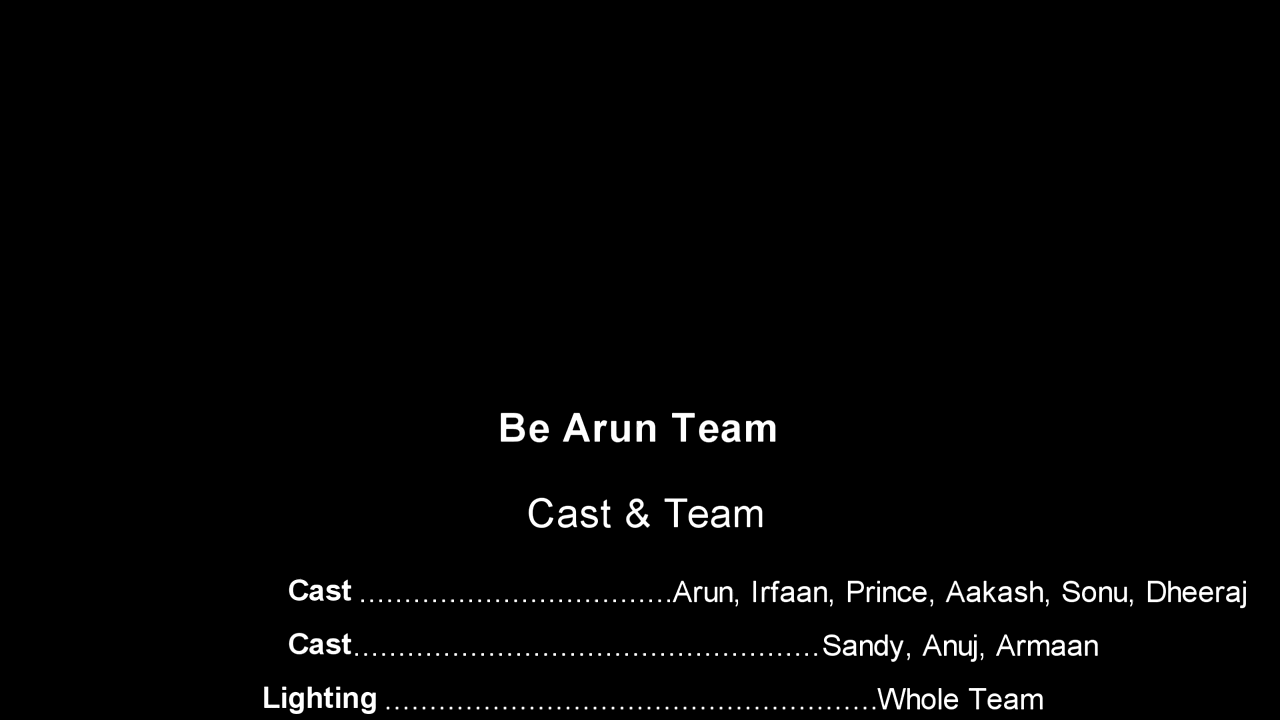 Be Arun Team
Cast & Team
Cast ...................................Arun, Irfaan, Prince, Aakash, Sonu, Dheeraj
Cast....................................................Sandy, Anuj, Armaan
Lighting .......................................................Whole Team